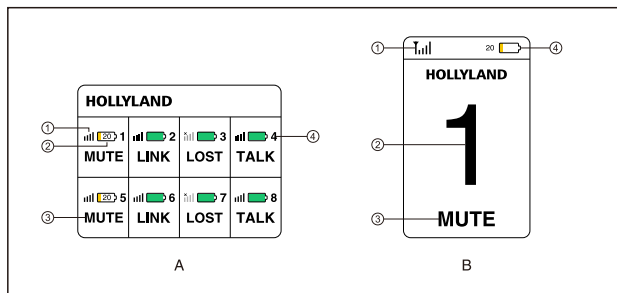 ① 20 ④
HOLLYLAND
HOLLYLAND
① 20 1 2 3 4 ④
② 1
②
MUTE LINK LOST TALK
20 5 6 7 8
③ MUTE LINK LOST TALK
③ MUTE
A B